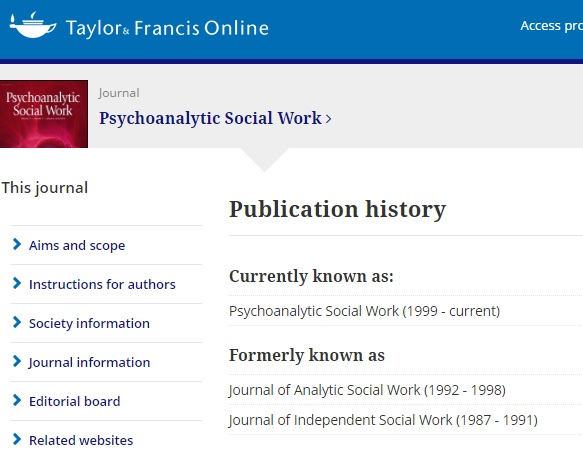 Taylor & Francis Online
Access pro
Psychoanalytic
Social Work
Journal
Psychoanalytic Social Work ›
This journal
Aims and scope
Instructions for authors
Society information
Journal information
Editorial board
Related websites
Publication history
Currently known as:
Psychoanalytic Social Work (1999 - current)
Formerly known as
Journal of Analytic Social Work (1992 - 1998)
Journal of Independent Social Work (1987 - 1991)